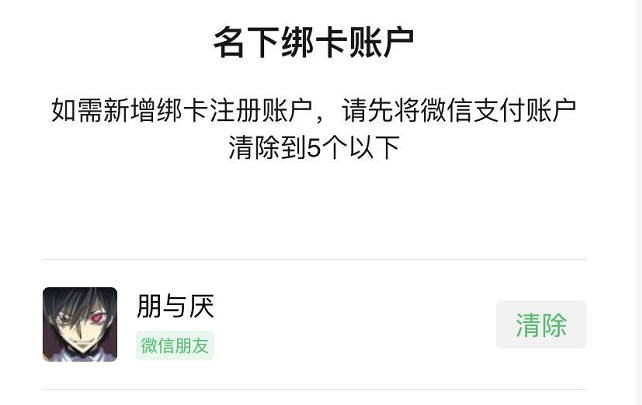 名下绑卡账户
如需新增绑卡注册账户，请先将微信支付账户
清除到5个以下
朋与厌
微信朋友
清除